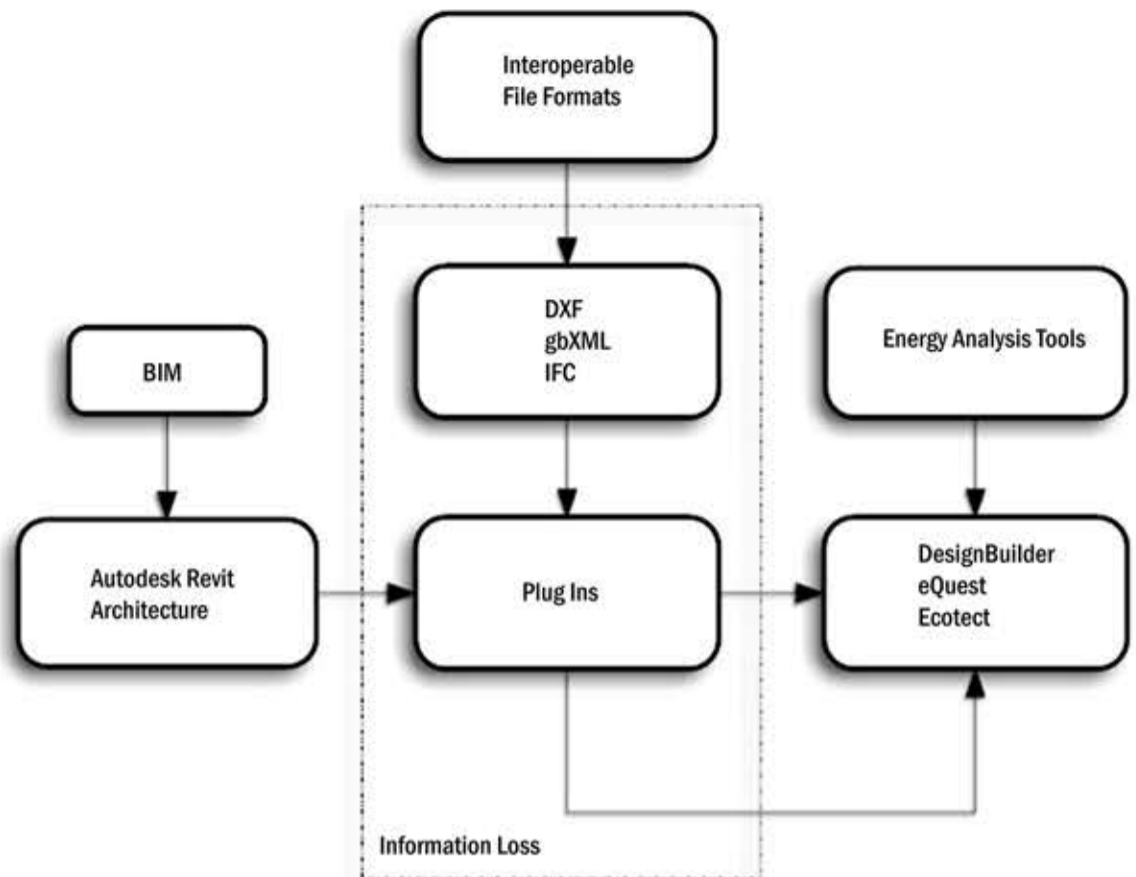 Interoperable
File Formats
DXF
gbXML
IFC
Energy Analysis Tools
BIM
Autodesk Revit
Architecture
Plug Ins
DesignBuilder
eQuest
Ecotect
Information Loss